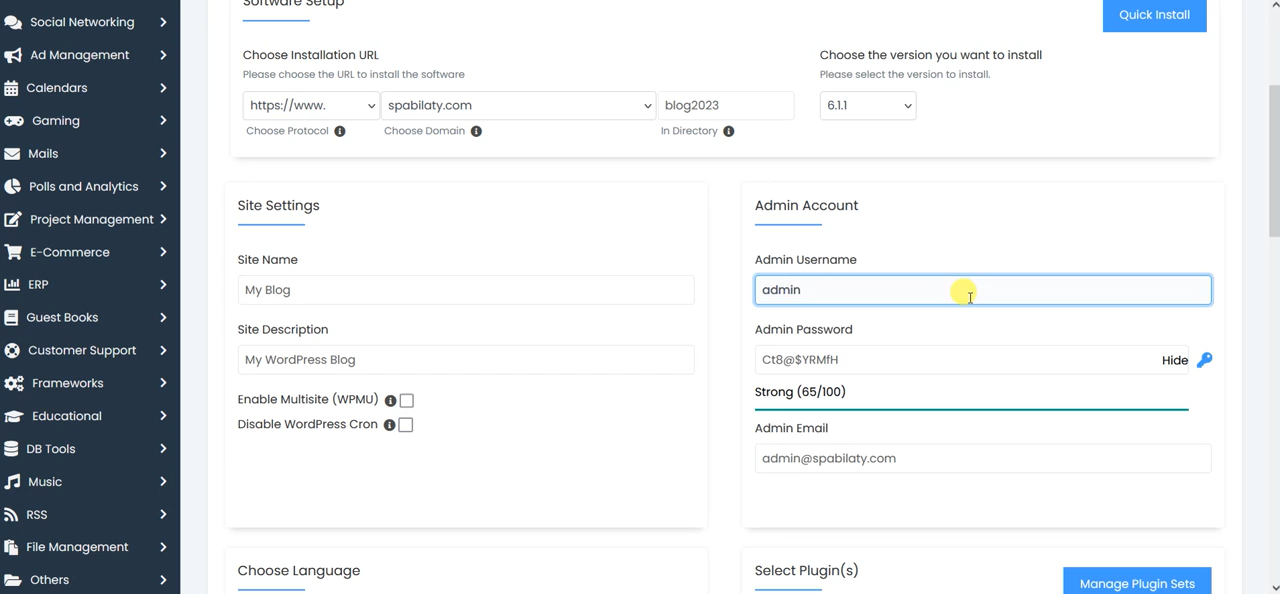 Social Networking
Ad Management
Calendars
Gaming
Mails
Polls and Analytics
Project Management
E-Commerce
ERP
Guest Books
Customer Support
Frameworks
Educational
DB Tools
Music
RSS
File Management
Others
Software Setup
Quick Install
Choose Installation URL
Please choose the URL to install the software
https://www.
spabilaty.com
blog2023
Choose Protocol
Choose Domain
In Directory
Choose the version you want to install
Please select the version to install.
6.1.1
Site Settings
Site Name
My Blog
Site Description
My WordPress Blog
Enable Multisite (WPMU)
Disable WordPress Cron
Admin Account
Admin Username
admin
Admin Password
Ct8@$YRMfH
Hide
Strong (65/100)
Admin Email
admin@spabilaty.com
Choose Language
Select Plugin(s)
Manage Plugin Sets